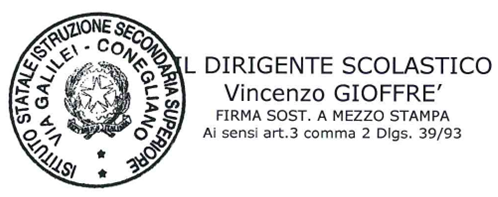 ISTITUTO STATALE ISTRUZIONE SECONDARIA SUPERIORE
VIA GALILEI - CONEGLIANO
IL DIRIGENTE SCOLASTICO
Vincenzo GIOFFRE’
FIRMA SOST. A MEZZO STAMPA
Ai sensi art.3 comma 2 Dlgs. 39/93